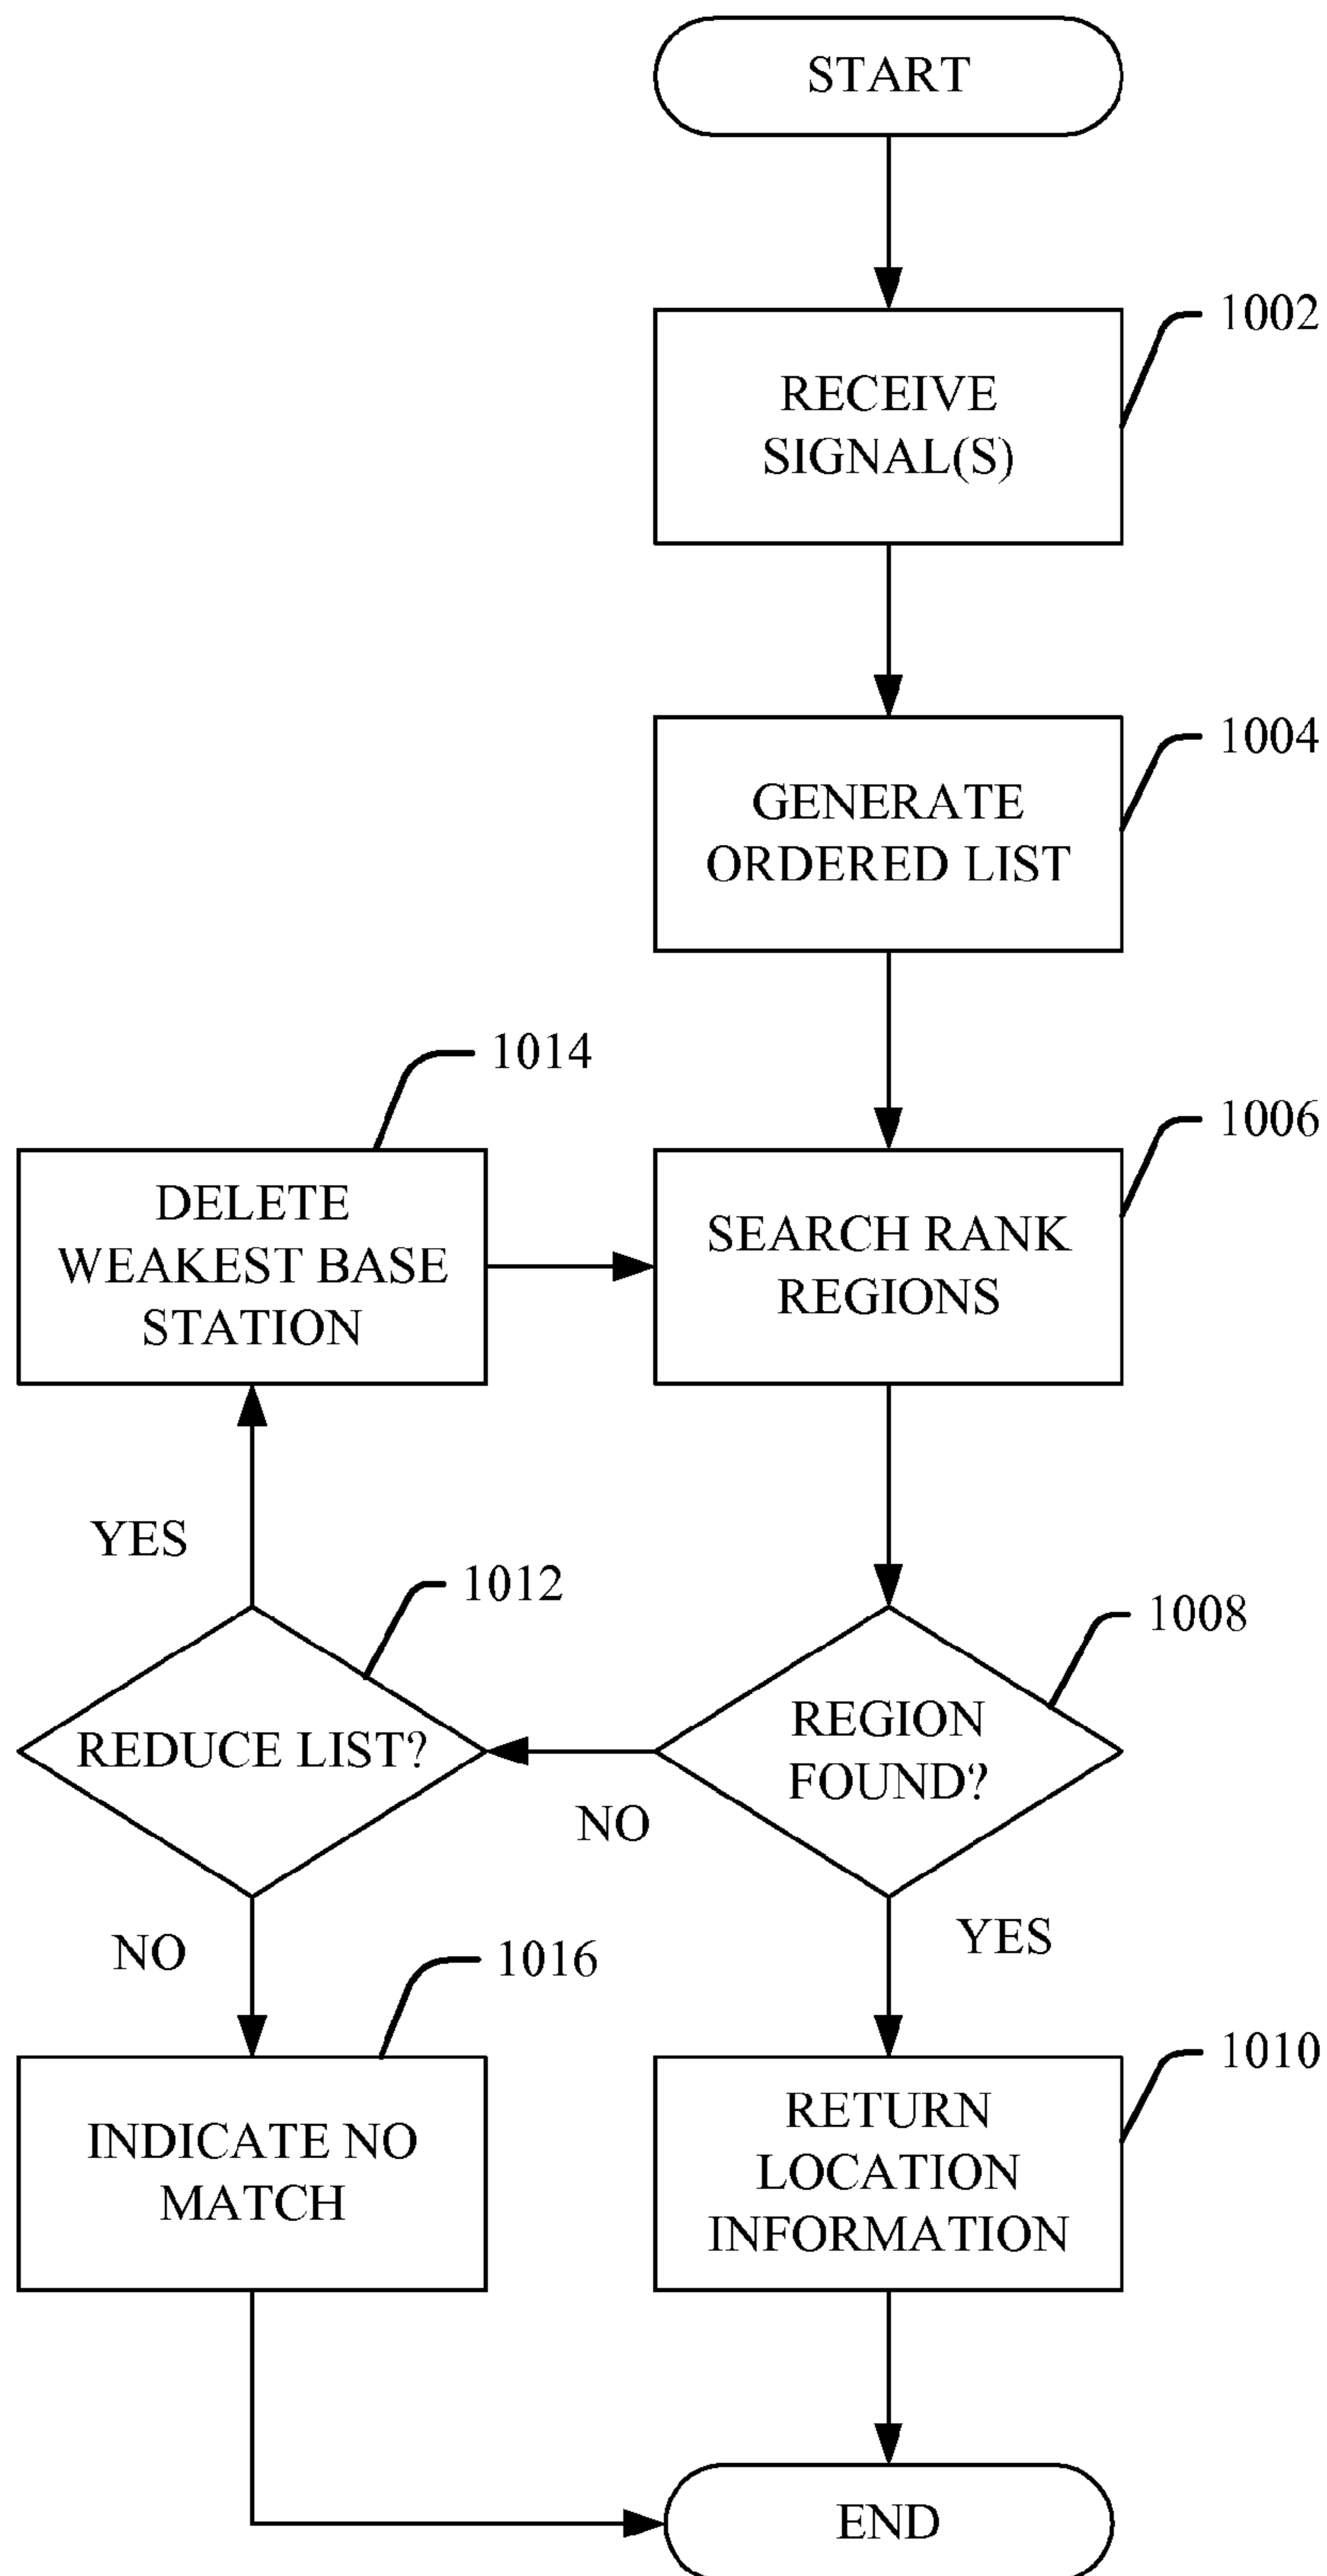 START
1002
RECEIVE
SIGNAL(S)
1004
GENERATE
ORDERED LIST
1014
1006
DELETE
WEAKEST BASE
STATION
SEARCH RANK
REGIONS
YES
1012
1008
REDUCE LIST?
REGION
FOUND?
NO
NO
YES
1016
1010
INDICATE NO
MATCH
RETURN
LOCATION
INFORMATION
END